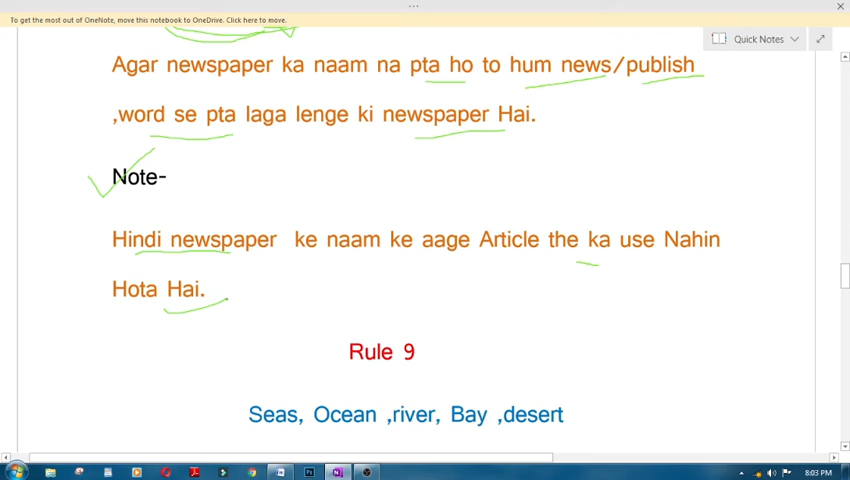 To get the most out of OneNote, move this notebook to OneDrive. Click here to move.
Quick Notes
Agar newspaper ka naam na pta ho to hum news/publish
,word se pta laga lenge ki newspaper Hai.
Note-
Hindi newspaper ke naam ke aage Article the ka use Nahin
Hota Hai.
Rule 9
Seas, Ocean ,river, Bay ,desert
8:03 PM